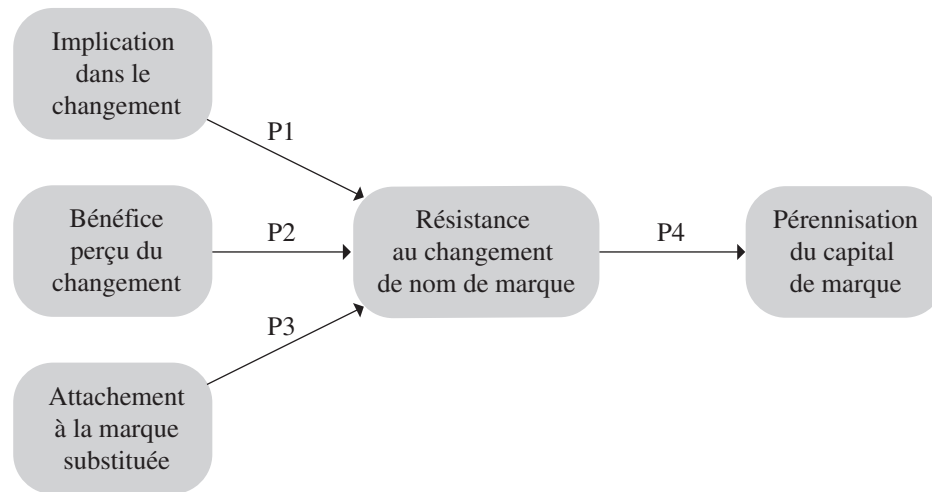 Implication
dans le
changement
P1
Bénéfice
perçu du
changement
P2
Résistance
au changement
de nom de marque
P4
Pérennisation
du capital
de marque
P3
Attachement
à la marque
substituée